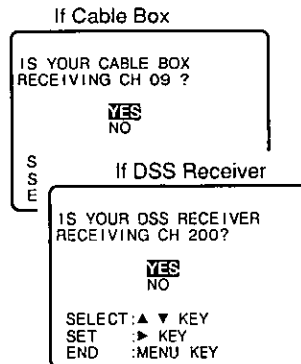 If Cable Box
IS YOUR CABLE BOX
RECEIVING CH 09 ?
YES
NO
S
S
E
If DSS Receiver
IS YOUR DSS RECEIVER
RECEIVING CH 200?
YES
NO
SELECT:▲ ▼ KEY
SET :► KEY
END :MENU KEY